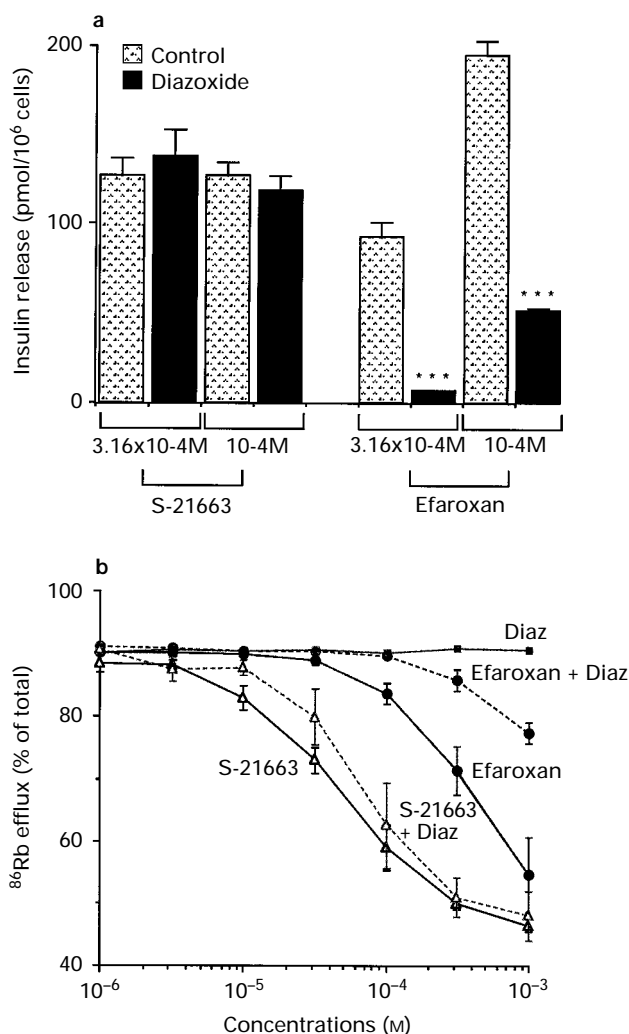 a
200
100
0
Insulin release (pmol/10⁶ cells)
Control
Diazoxide
* * *
* * *
3.16x10-4M 10-4M 3.16x10-4M 10-4M
S-21663 Efaroxan
b
100
80
60
40
⁸⁶Rb efflux (% of total)
Diaz
Efaroxan + Diaz
Efaroxan
S-21663
S-21663
+ Diaz
10⁻⁶ 10⁻⁵ 10⁻⁴ 10⁻³
Concentrations (M)